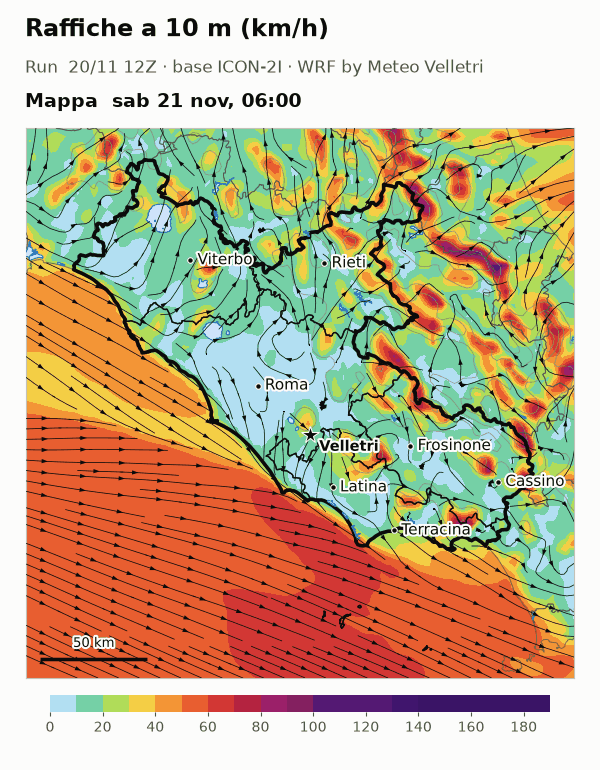 Raffiche a 10 m (km/h)
Run  20/11 12Z · base ICON-2I · WRF by Meteo Velletri
Mappa  sab 21 nov, 06:00
Viterbo
Rieti
Roma
Velletri
Frosinone
Cassino
Latina
Terracina
50 km
0 20 40 60 80 100 120 140 160 180